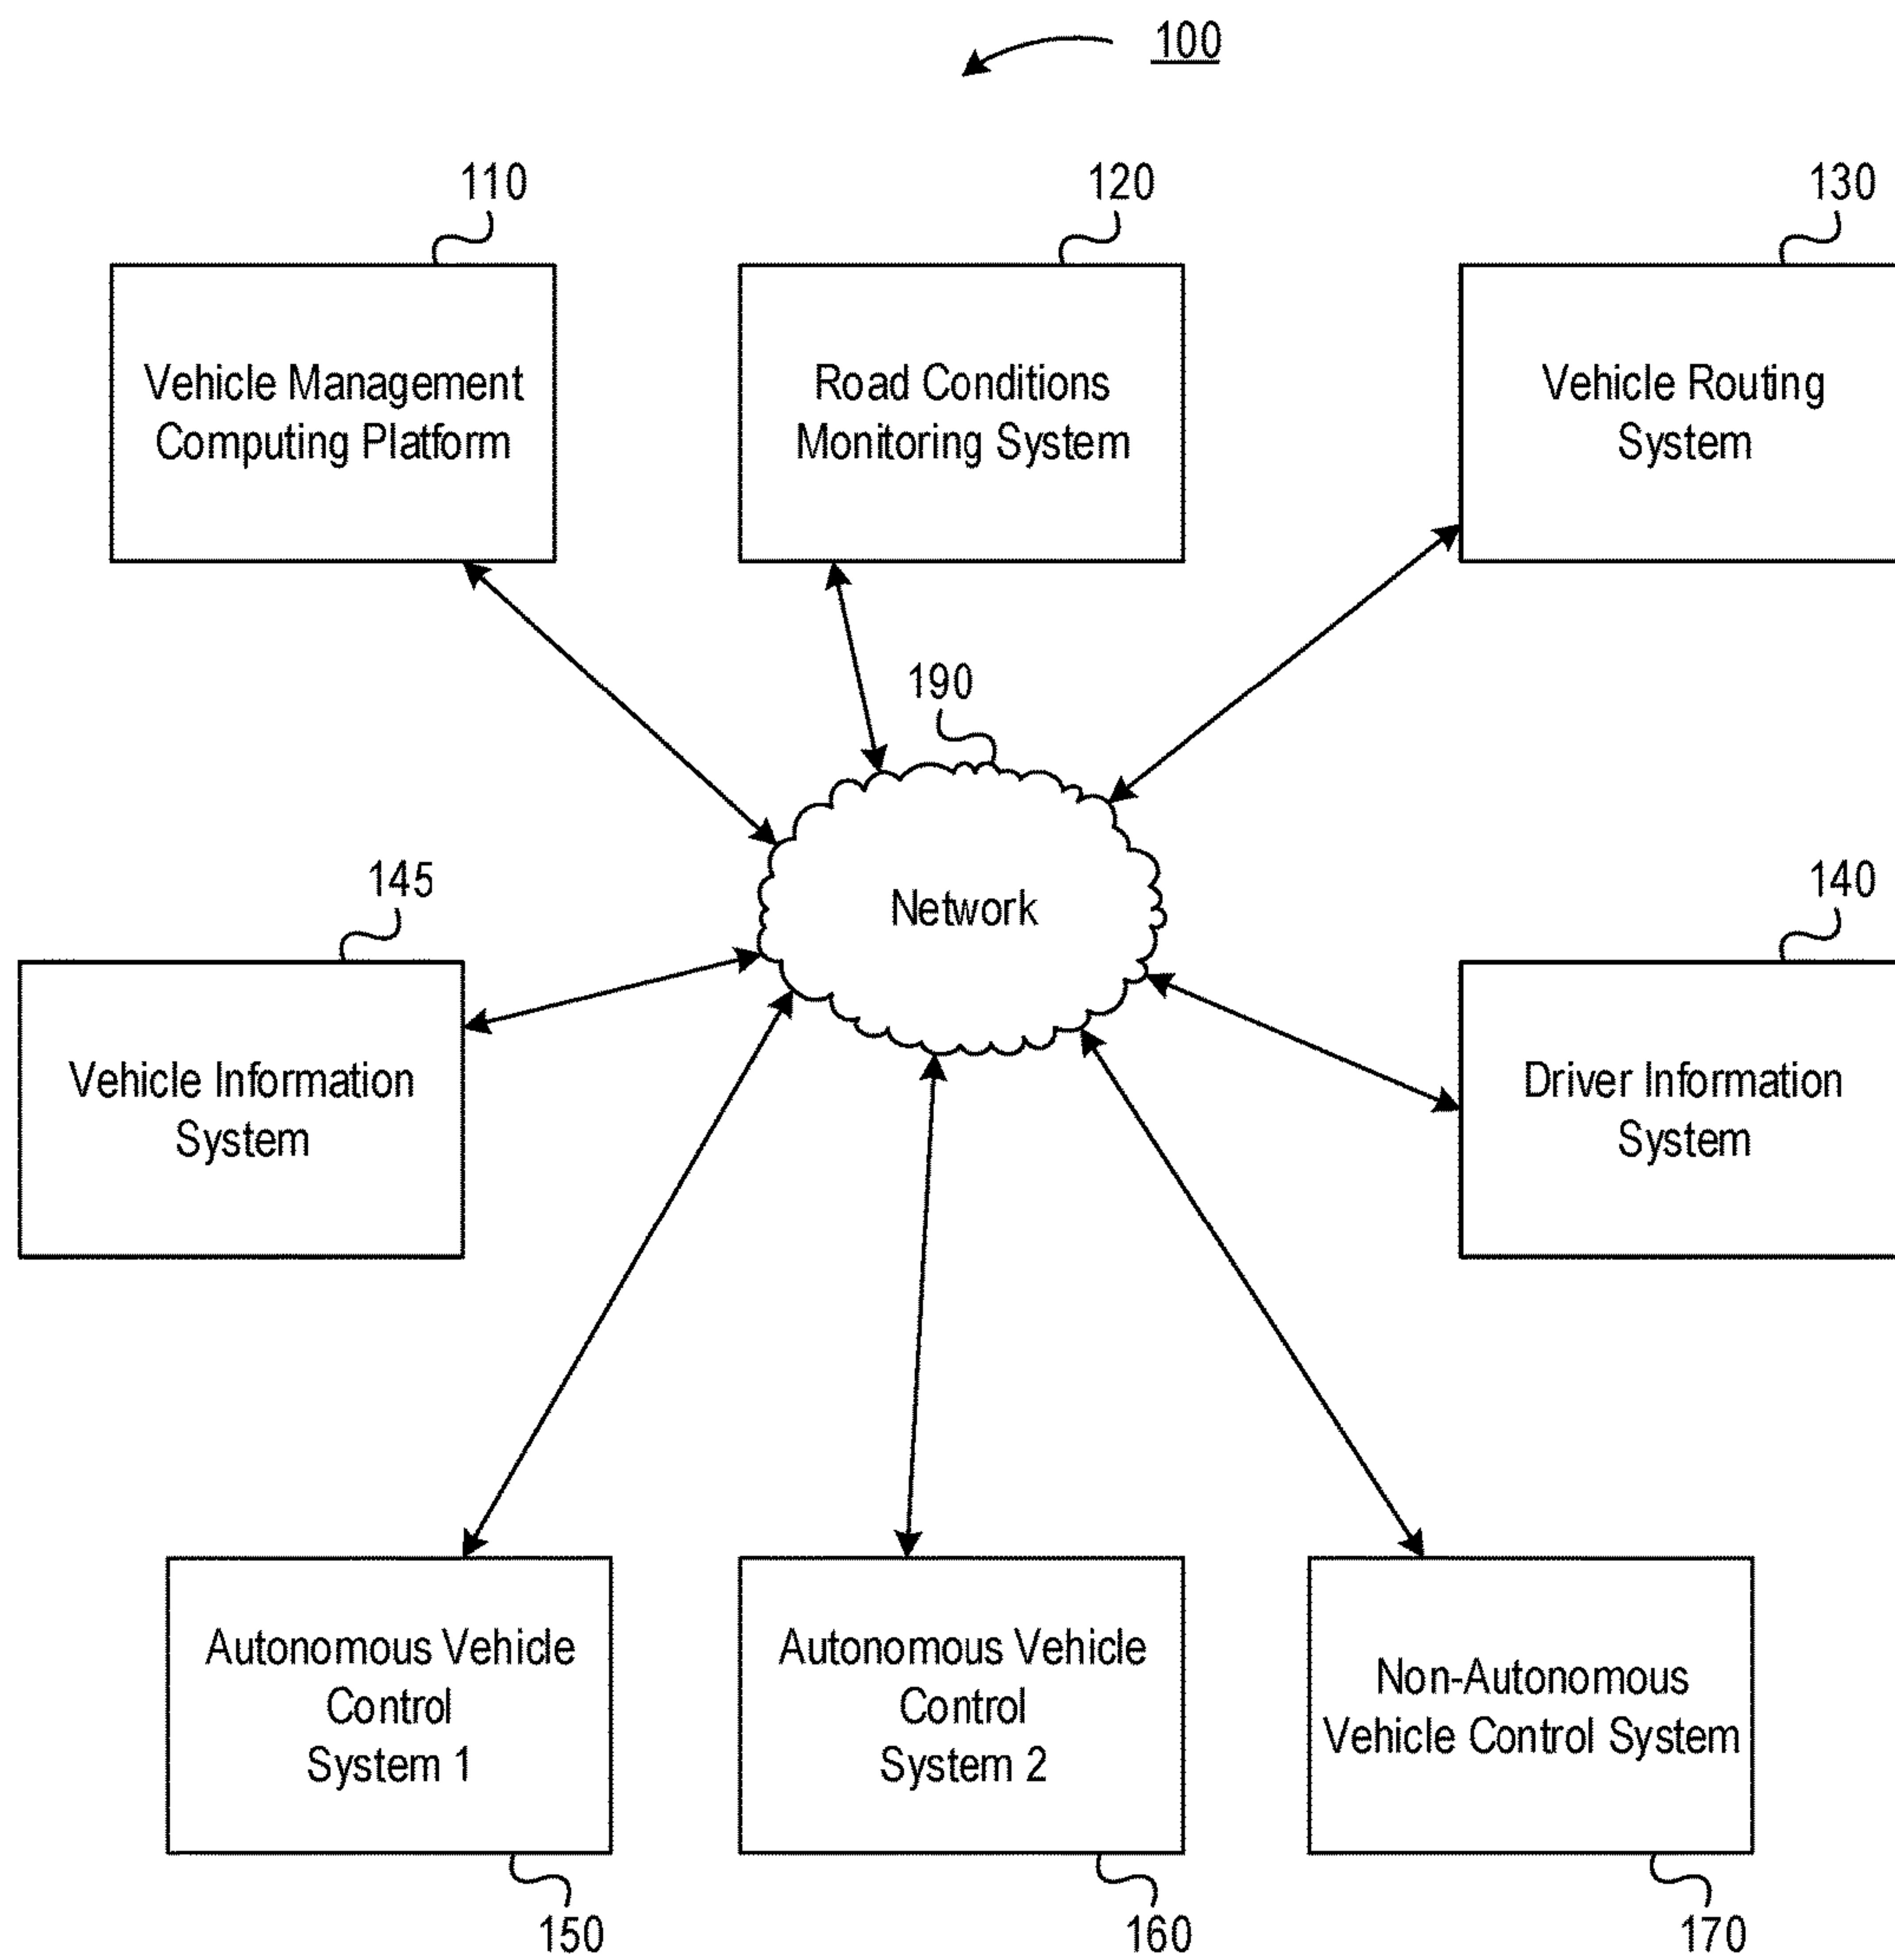 100
110
120
130
Vehicle Management
Computing Platform
Road Conditions
Monitoring System
Vehicle Routing
System
190
145
Network
140
Vehicle Information
System
Driver Information
System
Autonomous Vehicle
Control
System 1
Autonomous Vehicle
Control
System 2
Non-Autonomous
Vehicle Control System
150
160
170